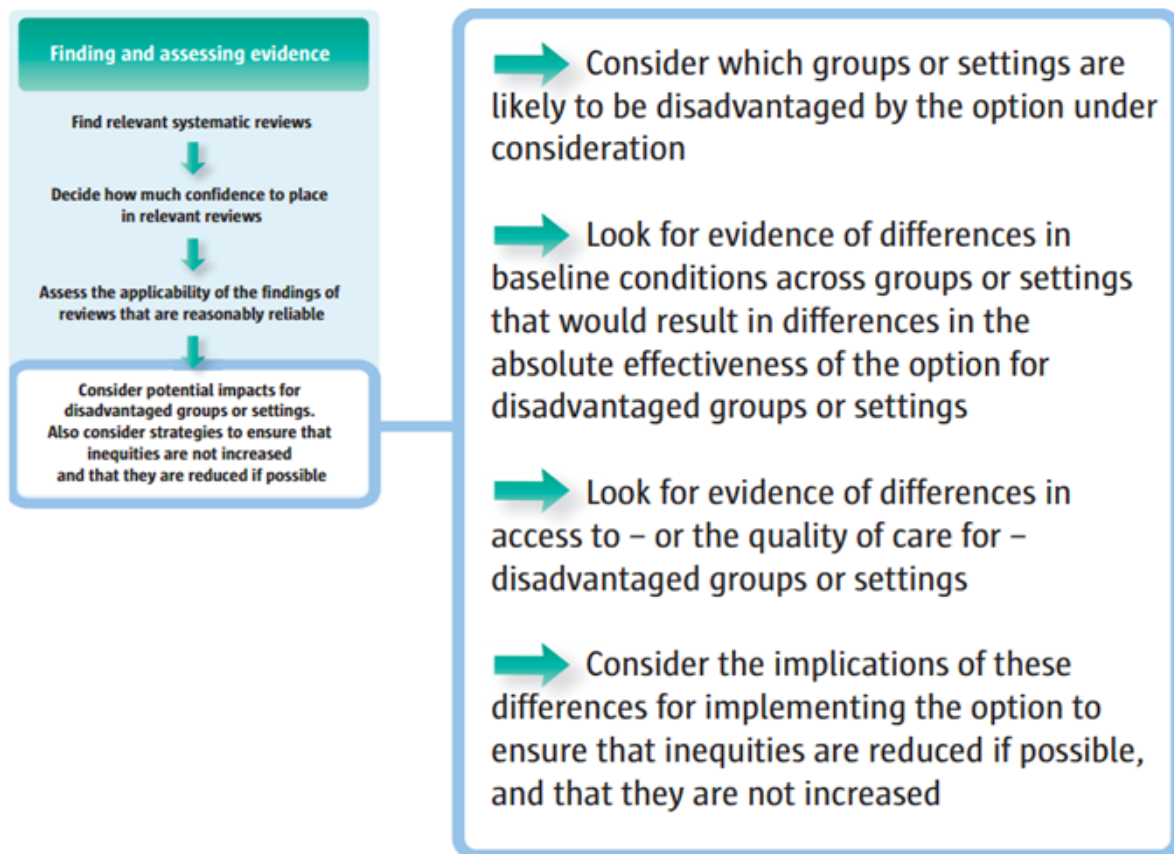 Finding and assessing evidence
Find relevant systematic reviews
Decide how much confidence to place
in relevant reviews
Assess the applicability of the findings of
reviews that are reasonably reliable
Consider potential impacts for
disadvantaged groups or settings.
Also consider strategies to ensure that
inequities are not increased
and that they are reduced if possible
Consider which groups or settings are
likely to be disadvantaged by the option under
consideration
Look for evidence of differences in
baseline conditions across groups or settings
that would result in differences in the
absolute effectiveness of the option for
disadvantaged groups or settings
Look for evidence of differences in
access to – or the quality of care for –
disadvantaged groups or settings
Consider the implications of these
differences for implementing the option to
ensure that inequities are reduced if possible,
and that they are not increased